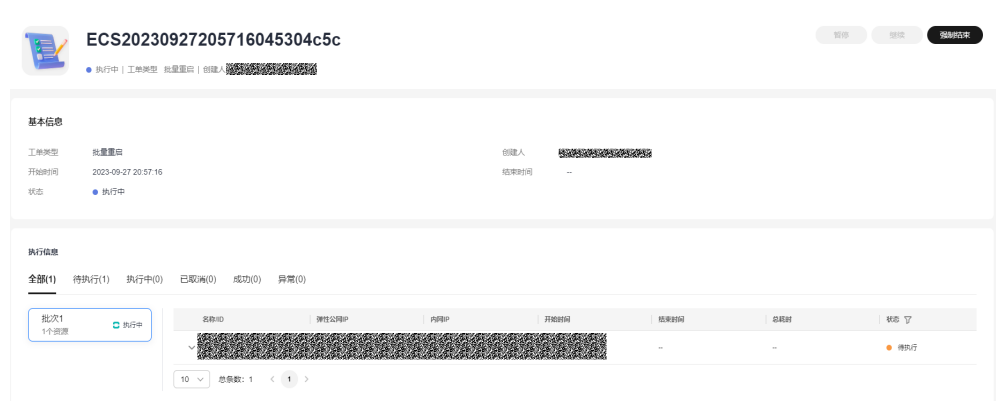 ECS20230927205716045304c5c
暂停 继续 强制结束
执行中 | 工单类型 批量重启 | 创建人
基本信息
工单类型 批量重启 创建人
开始时间 2023-09-27 20:57:16 结束时间 --
状态 执行中
执行信息
全部(1) 待执行(1) 执行中(0) 已取消(0) 成功(0) 异常(0)
批次1
1个资源
执行中
名称/ID 弹性公网IP 内网IP 开始时间 结束时间 总耗时 状态
-- -- 待执行
10 总条数: 1 < 1 >